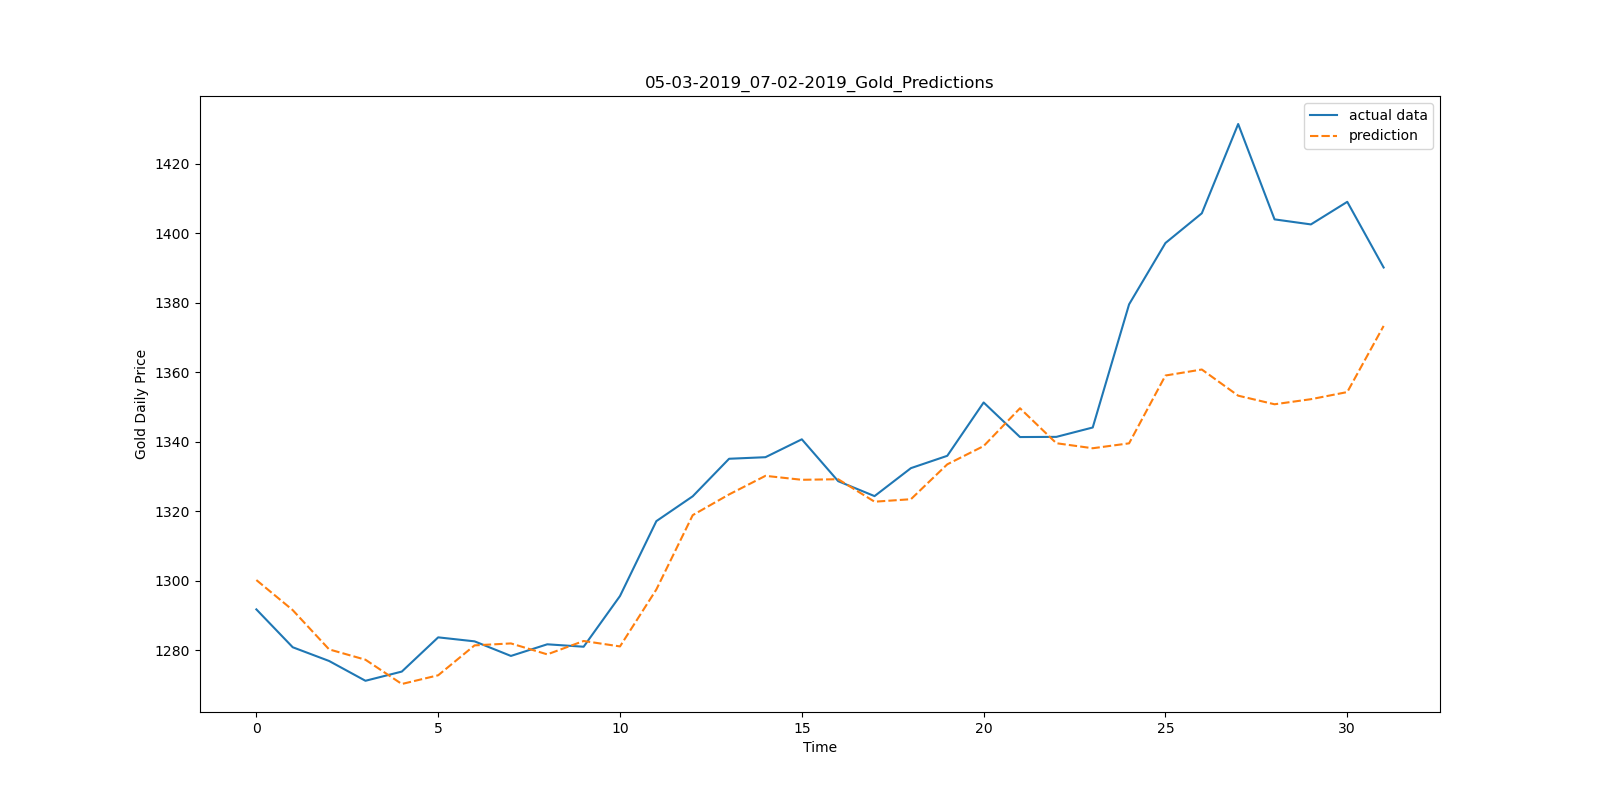 05-03-2019_07-02-2019_Gold_Predictions
actual data
prediction
1420
1400
1380
1360
1340
1320
1300
1280
Gold Daily Price
0 5 10 15 20 25 30
Time